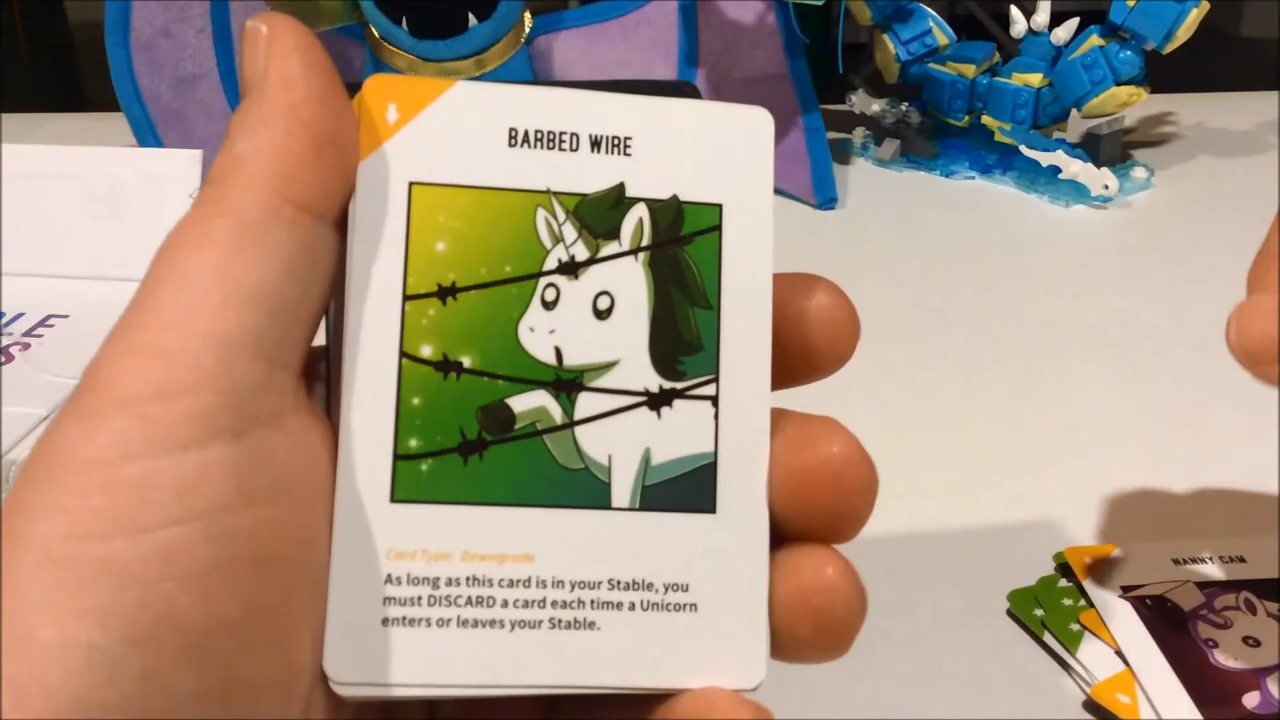 BARBED WIRE
Card Type: Downgrade
As long as this card is in your Stable, you
must DISCARD a card each time a Unicorn
enters or leaves your Stable.
NANNY CAM